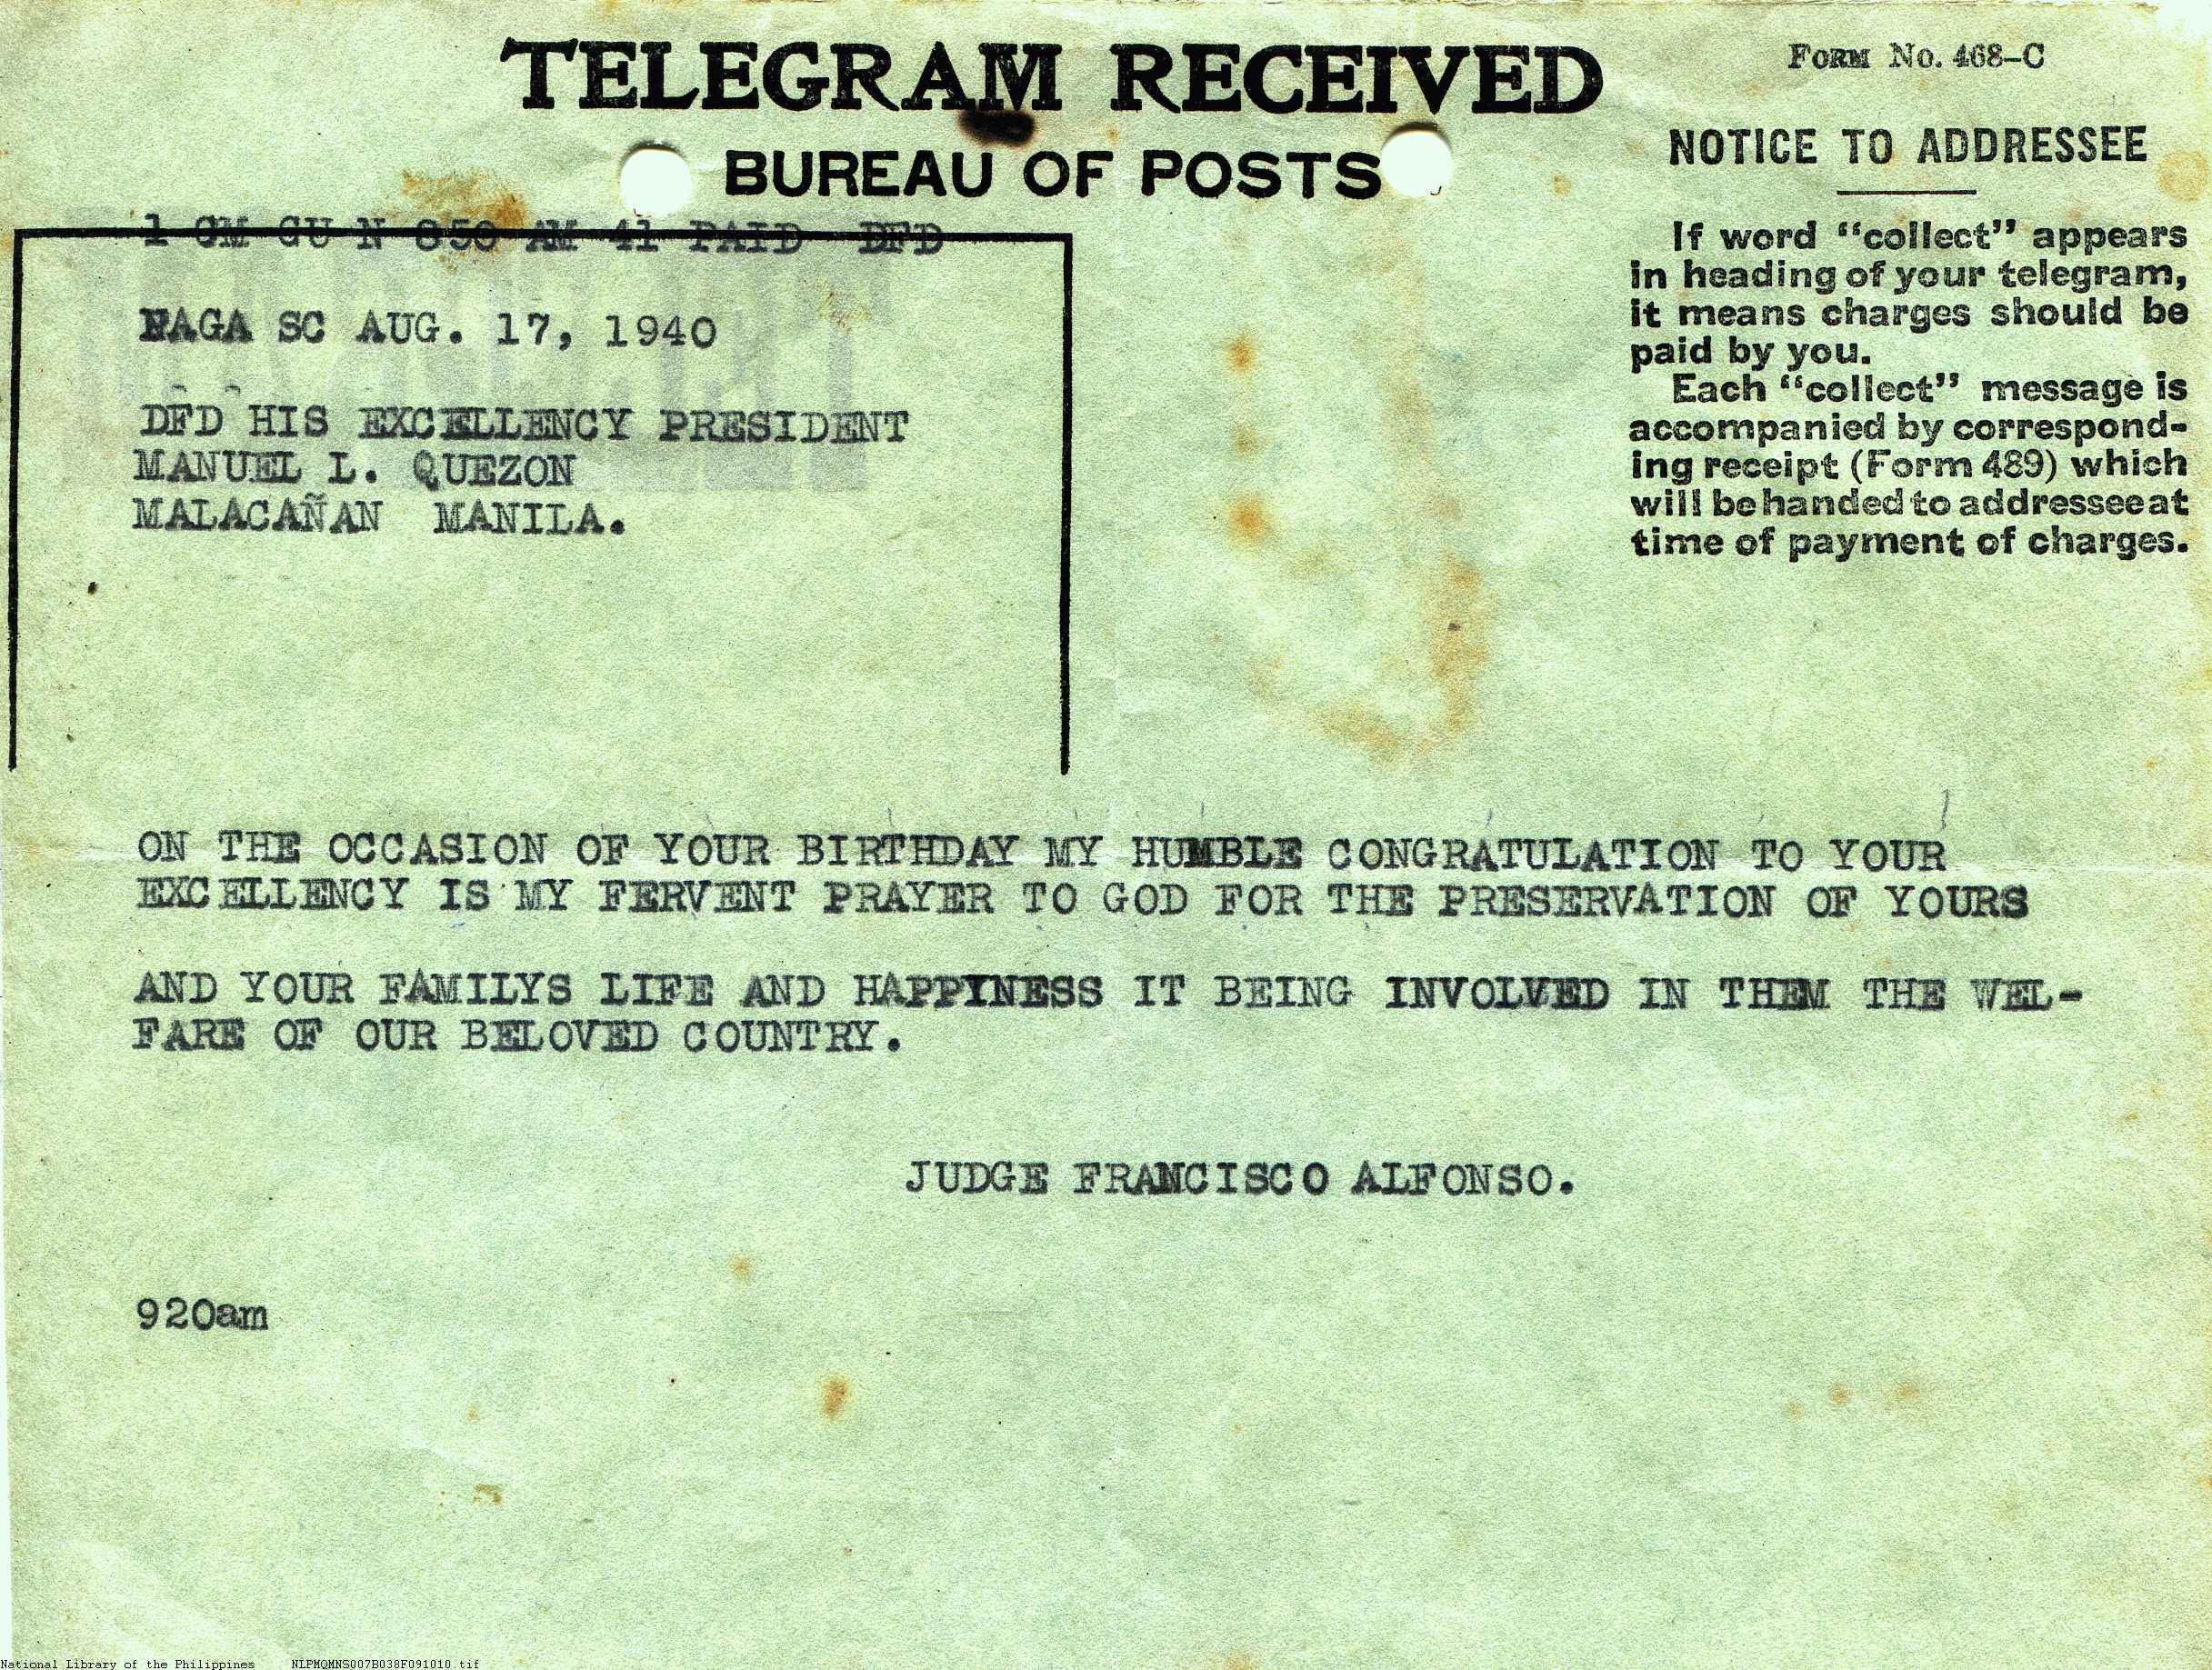 TELEGRAM RECEIVED
BUREAU OF POSTS
FORM No. 468-C
NOTICE TO ADDRESSEE
If word “collect” appears
in heading of your telegram,
it means charges should be
paid by you.
Each “collect” message is
accompanied by correspond-
ing receipt (Form 489) which
will be handed to addressee at
time of payment of charges.
1 CM GU N 850 AM 41 PAID DFD
NAGA SC AUG. 17, 1940
DFD HIS EXCELLENCY PRESIDENT
MANUEL L. QUEZON
MALACAÑAN MANILA.
ON THE OCCASION OF YOUR BIRTHDAY MY HUMBLE CONGRATULATION TO YOUR
EXCELLENCY IS MY FERVENT PRAYER TO GOD FOR THE PRESERVATION OF YOURS
AND YOUR FAMILYS LIFE AND HAPPINESS IT BEING INVOLVED IN THEM THE WEL-
FARE OF OUR BELOVED COUNTRY.
JUDGE FRANCISCO ALFONSO.
920am
National Library of the Philippines NLPMQMNS007B038F091010.tif